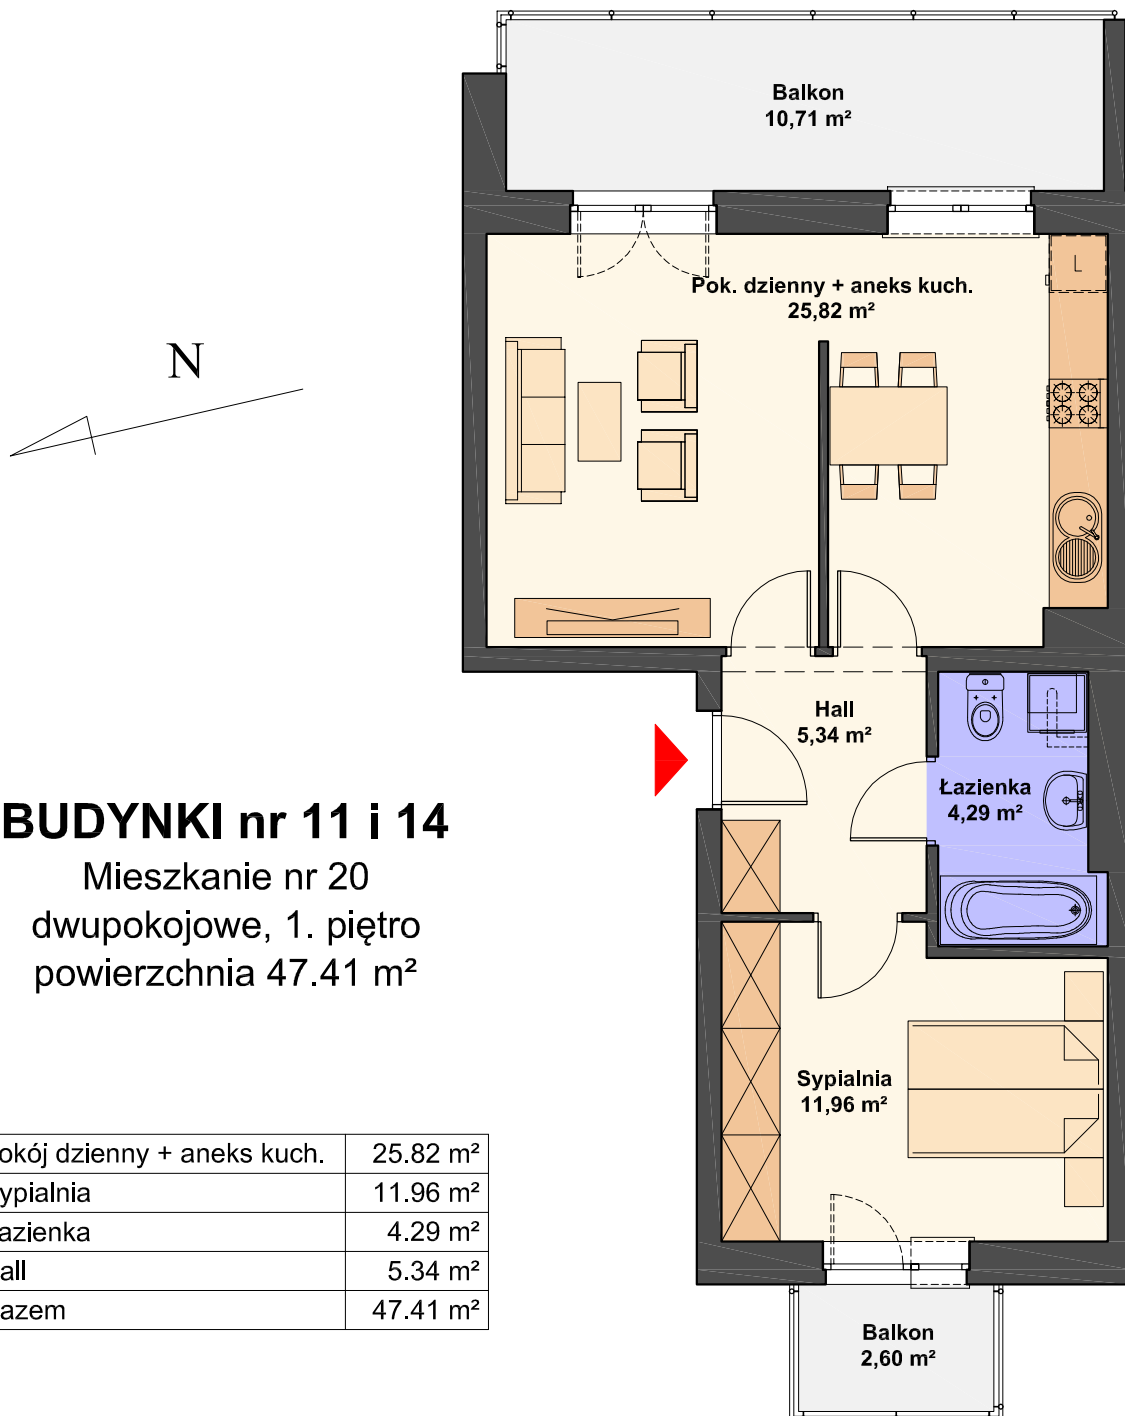 Balkon
10,71 m²
Pok. dzienny + aneks kuch.
25,82 m²
L
N
Hall
5,34 m²
Łazienka
4,29 m²
BUDYNKI nr 11 i 14
Mieszkanie nr 20
dwupokojowe, 1. piętro
powierzchnia 47.41 m²
Sypialnia
11,96 m²
okój dzienny + aneks kuch. 25.82 m²
ypialnia 11.96 m²
azienka 4.29 m²
all 5.34 m²
azem 47.41 m²
Balkon
2,60 m²